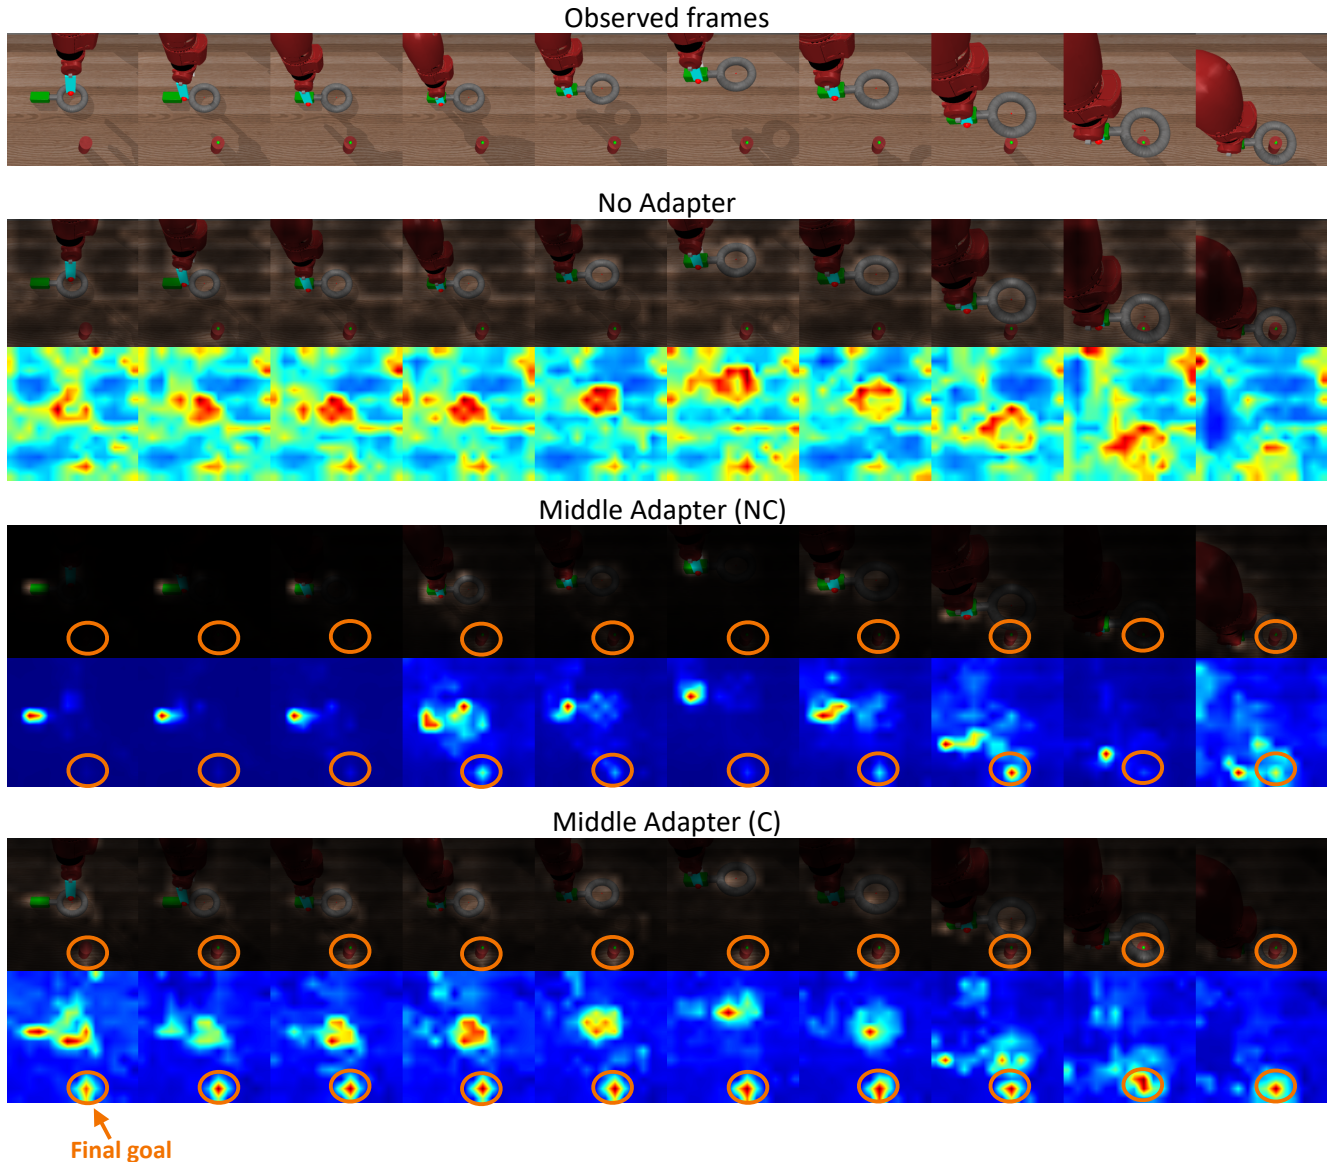 Observed frames
No Adapter
Middle Adapter (NC)
Middle Adapter (C)
Final goal